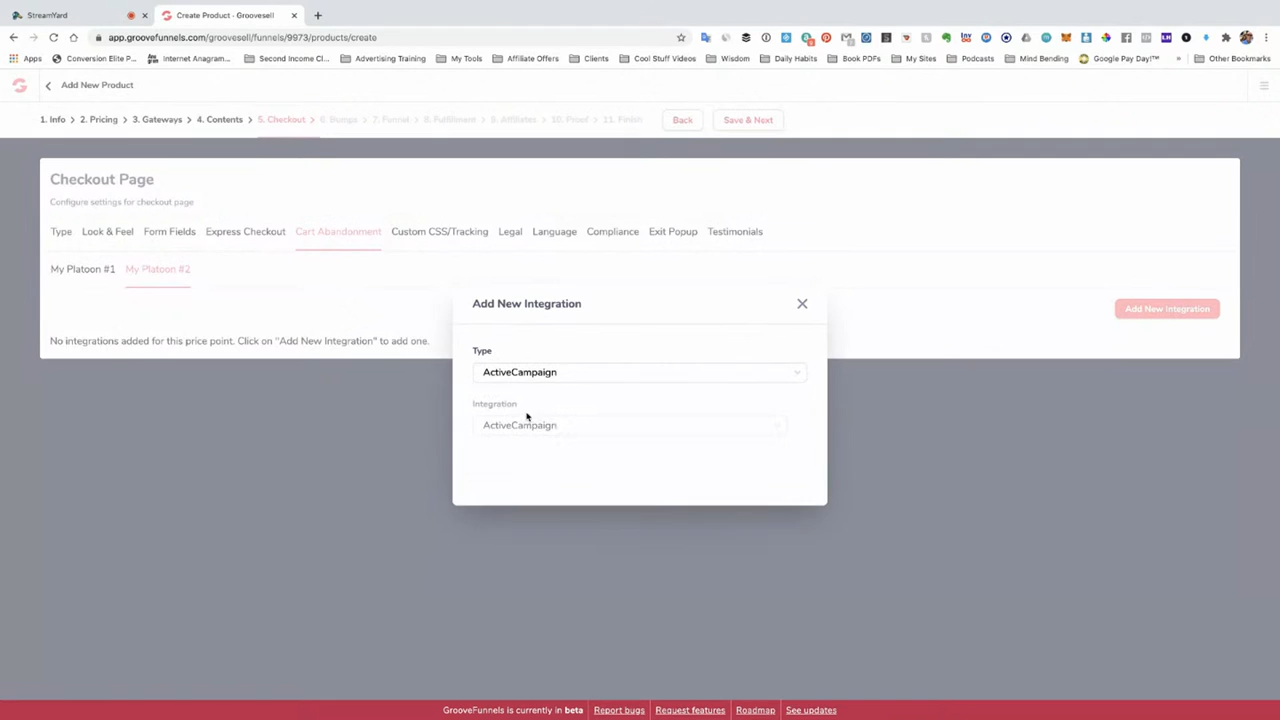 StreamYard
Create Product - Groovesell
app.groovefunnels.com/groovesell/funnels/9973/products/create
Apps Conversion Elite P... Internet Anagram... Second Income Cl... Advertising Training My Tools Affiliate Offers Clients Cool Stuff Videos Wisdom Daily Habits Book PDFs My Sites Podcasts Mind Bending Google Pay Day!™ » Other Bookmarks
Add New Product
1. Info > 2. Pricing > 3. Gateways > 4. Contents > 5. Checkout > 6. Bumps > 7. Funnel > 8. Fulfillment > 9. Affiliates > 10. Proof > 11. Finish Back Save & Next
Checkout Page
Configure settings for checkout page
Type Look & Feel Form Fields Express Checkout Cart Abandonment Custom CSS/Tracking Legal Language Compliance Exit Popup Testimonials
My Platoon #1 My Platoon #2
Add New Integration
No integrations added for this price point. Click on "Add New Integration" to add one.
Add New Integration
Type
ActiveCampaign
Integration
ActiveCampaign
GrooveFunnels is currently in beta Report bugs Request features Roadmap See updates